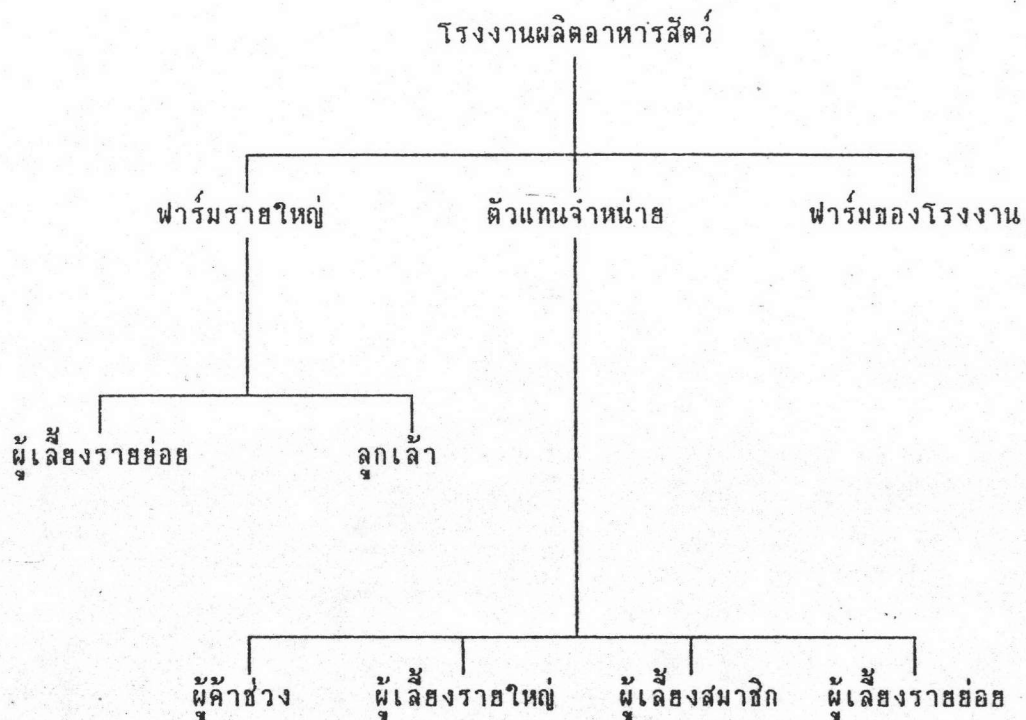 โรงงานผลิตอาหารสัตว์
ฟาร์มรายใหญ่ ตัวแทนจำหน่าย ฟาร์มของโรงงาน
ผู้เลี้ยงรายย่อย ลูกเล้า
ผู้ค้าช่วง ผู้เลี้ยงรายใหญ่ ผู้เลี้ยงสมาชิก ผู้เลี้ยงรายย่อย